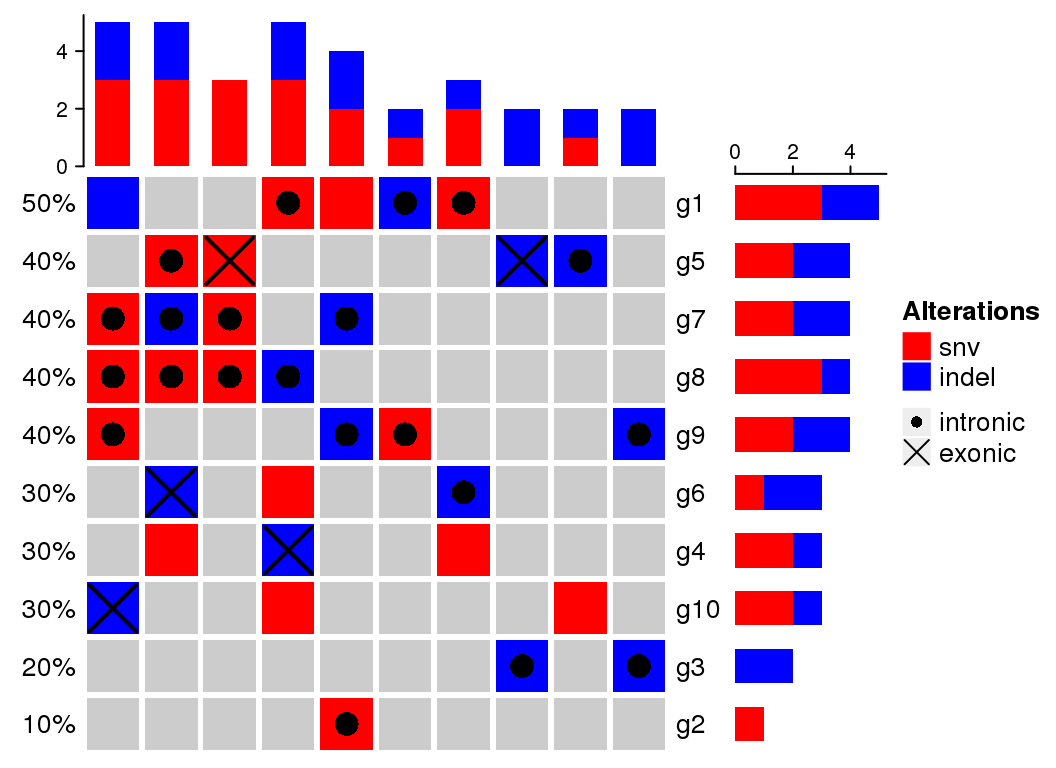 4
2
0
0 2 4
50% g1
40% g5
40% g7
40% g8
40% g9
30% g6
30% g4
30% g10
20% g3
10% g2
Alterations
snv
indel
intronic
exonic